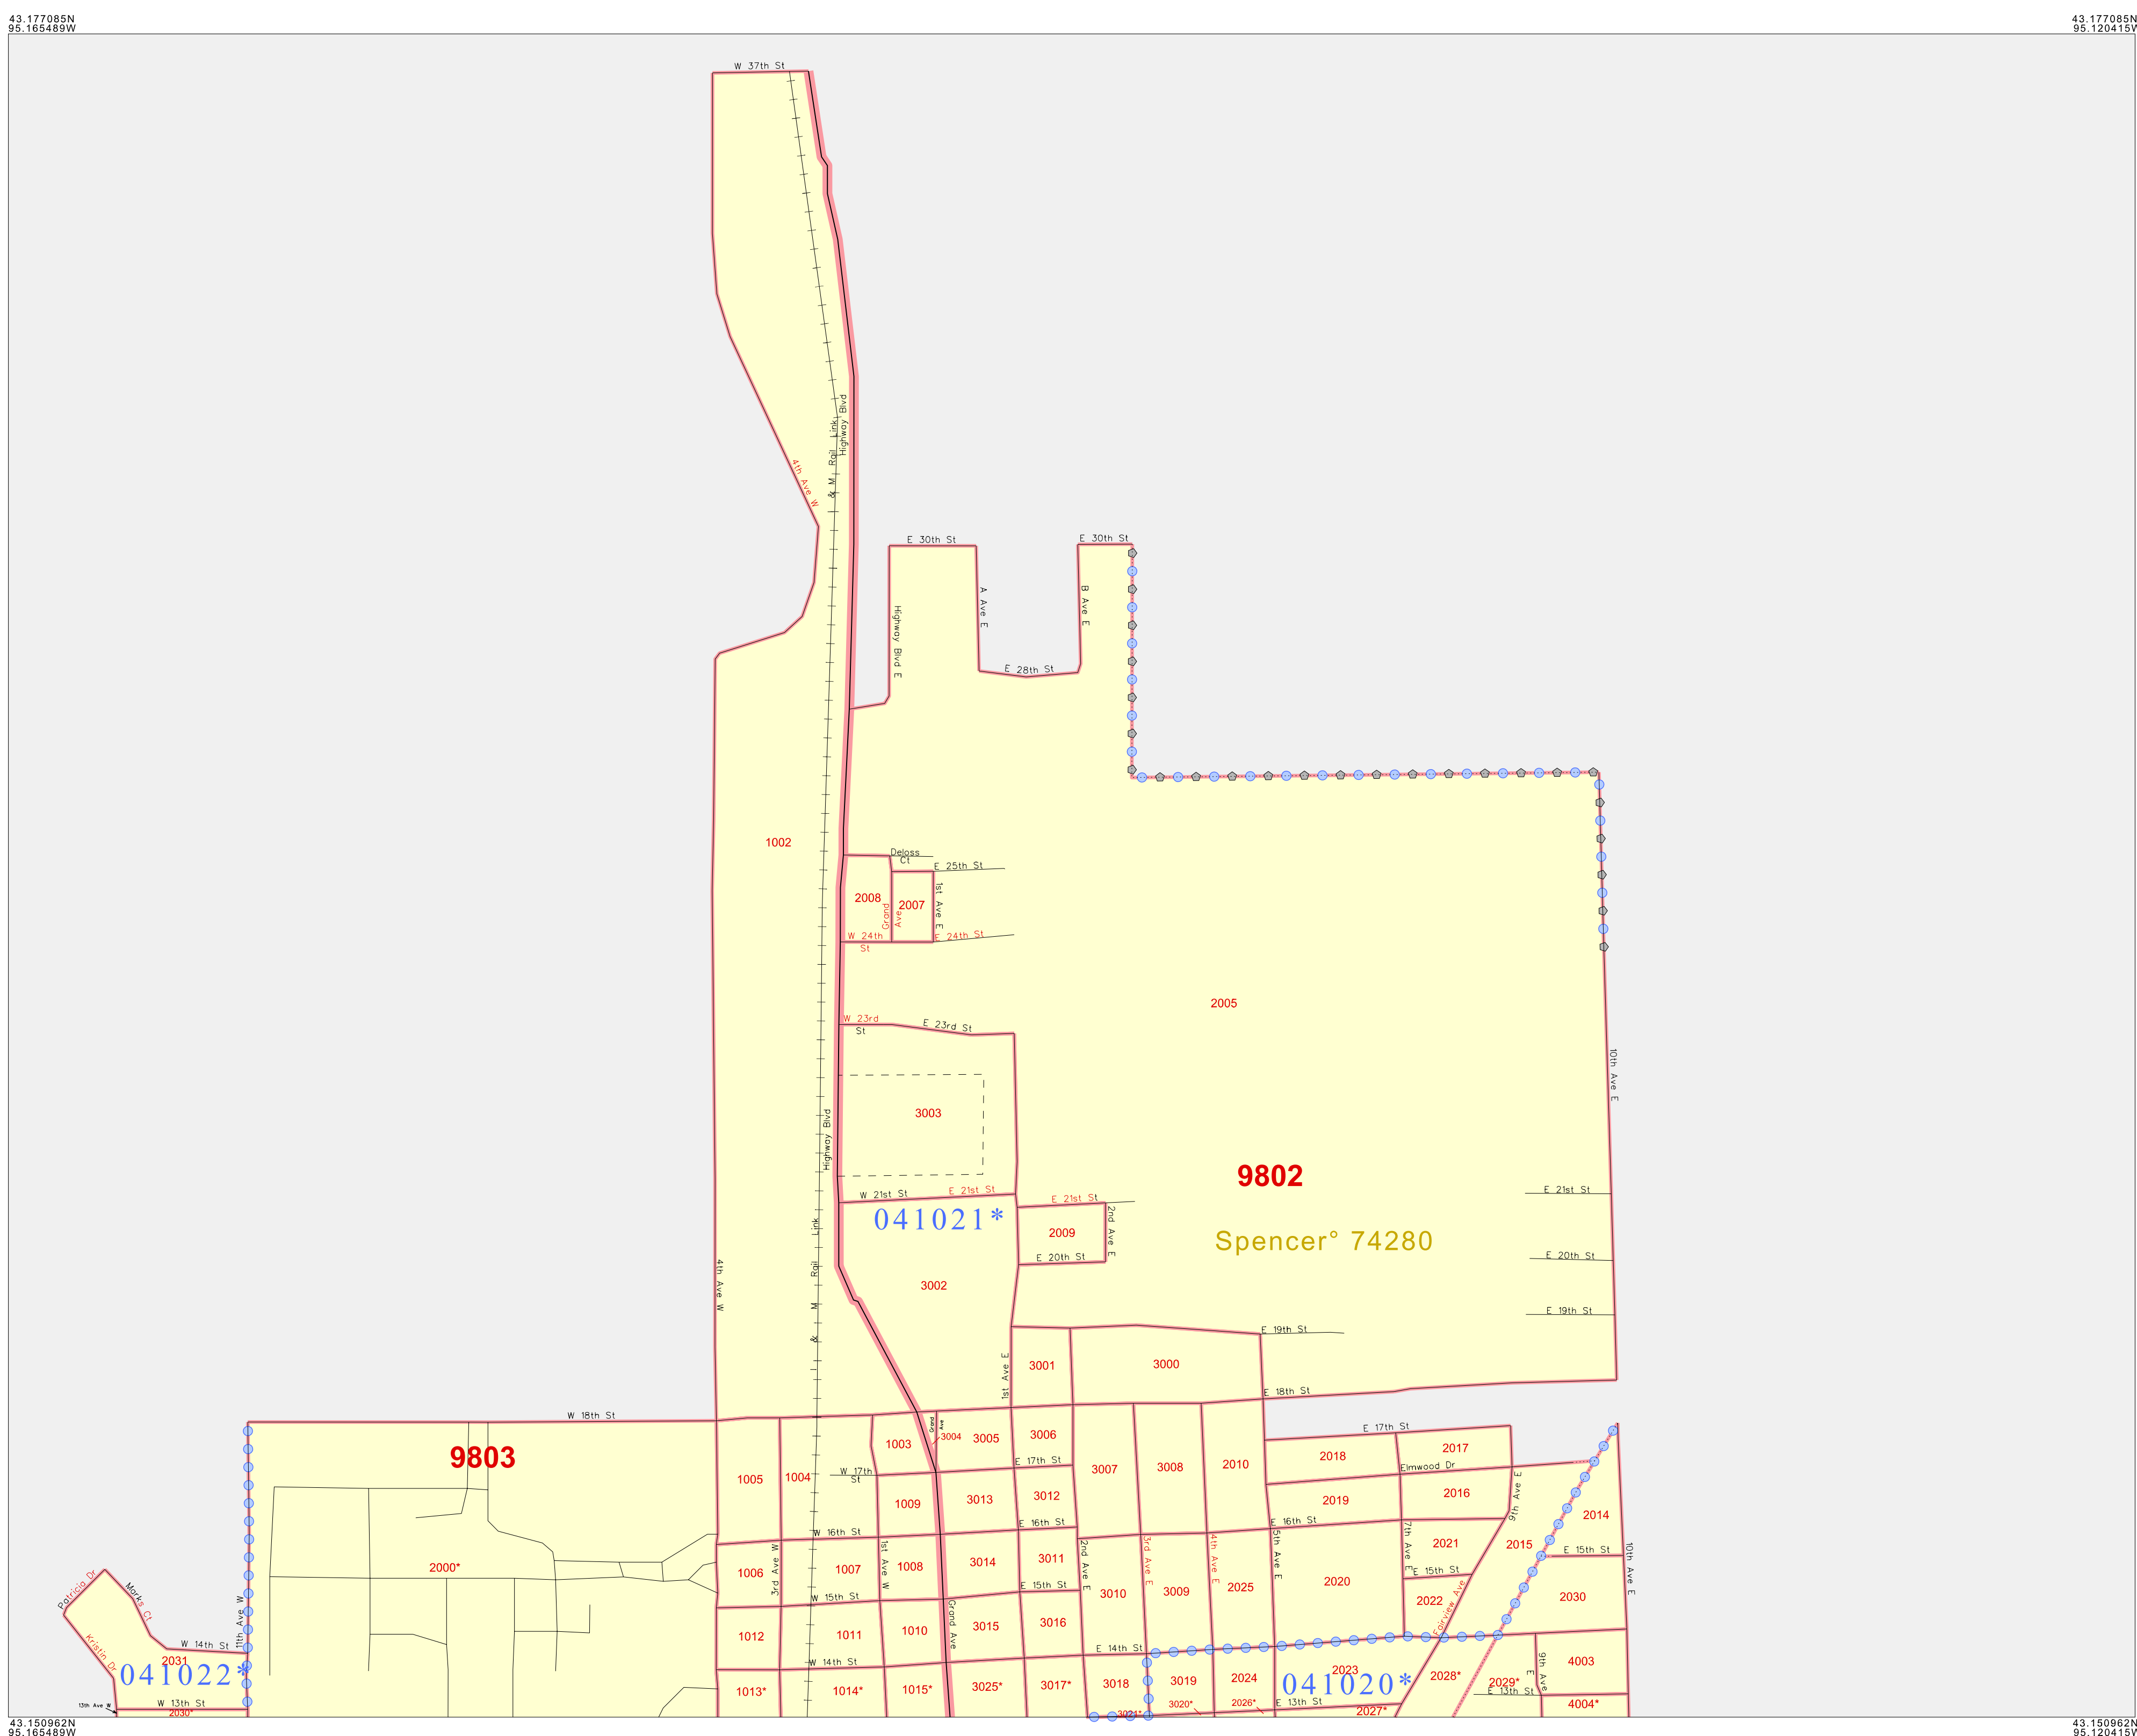 43.177085N
95.165489W
43.177085N
95.120415W
W 37th St
Highway Blvd
& M Rail Link
4th Ave W
E 30th St
E 30th St
Highway Blvd E
A Ave E
B Ave E
E 28th St
1002
Deloss
Ct
E 25th St
2008
2007
Grand
Ave
1st Ave E
W 24th
St
E 24th St
2005
W 23rd
St
E 23rd St
10th Ave E
3003
Highway Blvd
9802
W 21st St
E 21st St
E 21st St
E 21st St
041021*
2009
2nd Ave E
Spencer° 74280
E 20th St
E 20th St
4th Ave W
& M Rail Link
3002
E 19th St
E 19th St
1st Ave E
3001
3000
E 18th St
W 18th St
9803
1003
Grand
Ave
3004
3005
3006
E 17th St
2018
2017
Elmwood Dr
9th Ave E
1005
1004
W 17th
St
E 17th St
3007
3008
2010
2019
2016
1009
3013
3012
2014
W 16th St
E 16th St
E 16th St
2000*
1006
3rd Ave W
1007
1st Ave W
1008
3014
3011
2nd Ave E
3rd Ave E
4th Ave E
5th Ave E
7th Ave E
2021
2015
E 15th St
10th Ave E
W 15th St
E 15th St
3010
3009
2025
2020
E 15th St
2022
Fairview Ave
2030
Patricia Dr
Marks Ct
Kristin Dr
11th Ave W
W 14th St
2031
041022*
1012
1011
1010
Grand Ave
3015
3016
W 14th St
E 14th St
1013*
1014*
1015*
3025*
3017*
3018
3019
2024
2023
041020*
2028*
2029*
9th Ave
E
4003
E 13th St
4004*
13th Ave W
W 13th St
2030*
3021*
3020*
2026*
E 13th St
2027*
43.150962N
95.165489W
43.150962N
95.120415W